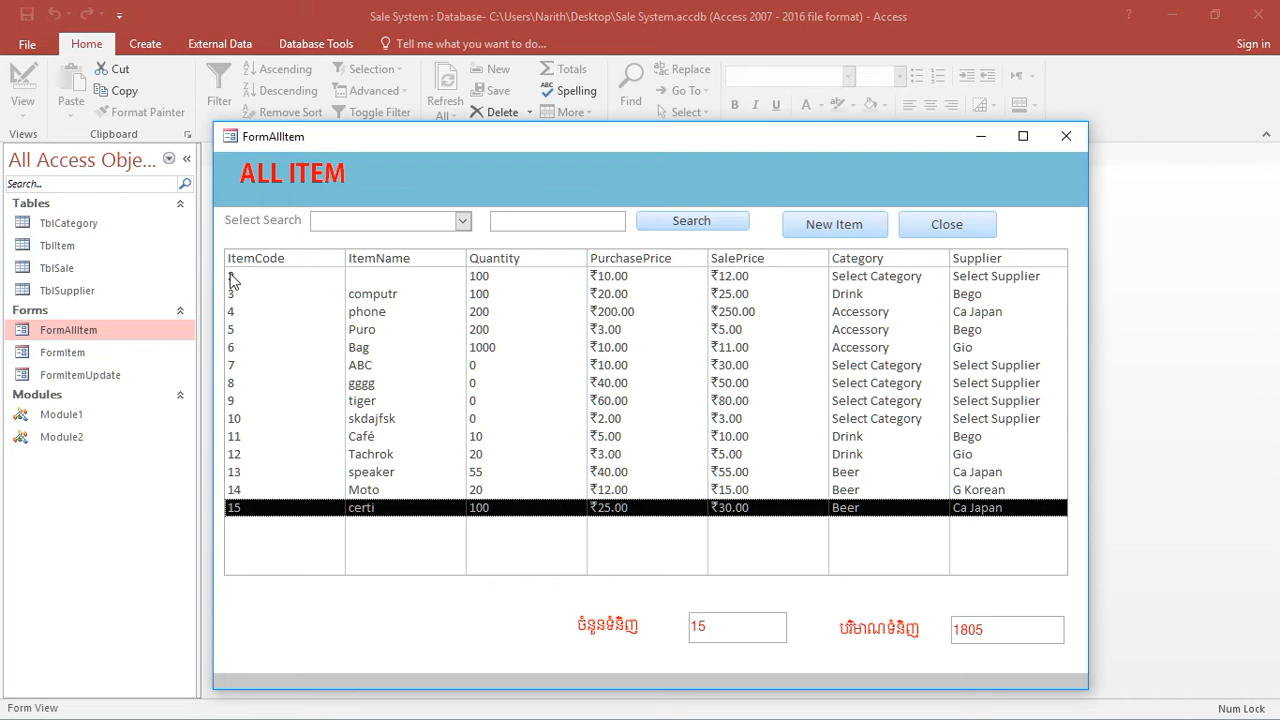 Sale System : Database- C:\Users\Narith\Desktop\Sale System.accdb (Access 2007 - 2016 file format) - Access
File Home Create External Data Database Tools Tell me what you want to do... Sign in
View
Views
Paste Cut
Copy
Format Painter
Clipboard
Filter Ascending Selection
Descending Advanced
Remove Sort Toggle Filter
Refresh All New Totals
Save Spelling
Delete More
Find Replace
Go To
Select
All Access Obje...
Search...
Tables
TblCategory
TblItem
TblSale
TblSupplier
Forms
FormAllItem
FormItem
FormItemUpdate
Modules
Module1
Module2
FormAllItem
ALL ITEM
Select Search Search New Item Close
ItemCode ItemName Quantity PurchasePrice SalePrice Category Supplier
100 ₹10.00 ₹12.00 Select Category Select Supplier
3 computr 100 ₹20.00 ₹25.00 Drink Bego
4 phone 200 ₹200.00 ₹250.00 Accessory Ca Japan
5 Puro 200 ₹3.00 ₹5.00 Accessory Bego
6 Bag 1000 ₹10.00 ₹11.00 Accessory Gio
7 ABC 0 ₹10.00 ₹30.00 Select Category Select Supplier
8 gggg 0 ₹40.00 ₹50.00 Select Category Select Supplier
9 tiger 0 ₹60.00 ₹80.00 Select Category Select Supplier
10 skdajfsk 0 ₹2.00 ₹3.00 Select Category Select Supplier
11 Café 10 ₹5.00 ₹10.00 Drink Bego
12 Tachrok 20 ₹3.00 ₹5.00 Drink Gio
13 speaker 55 ₹40.00 ₹55.00 Beer Ca Japan
14 Moto 20 ₹12.00 ₹15.00 Beer G Korean
15 certi 100 ₹25.00 ₹30.00 Beer Ca Japan
ចំនួនទំនិញ 15 បរិមាណទំនិញ 1805
Form View Num Lock